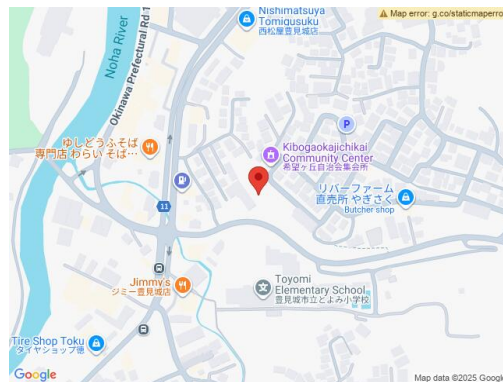 Nishimatsuya
Tomigusuku
西松屋豊見城店
Map error: g.co/staticmaperro
Noha River
Okinawa Prefectural Rd 1
ゆしどうふそば
専門店 わらい そば…
Kibogaokajichikai
Community Center
希望ヶ丘自治会集会所
P
リバーファーム
直売所 やぎさく
Butcher shop
11
Jimmy's
ジミー豊見城店
Toyomi
Elementary School
豊見城市立とよみ小学校
Tire Shop Toku
タイヤショップ徳
Google
Map data ©2025 Google